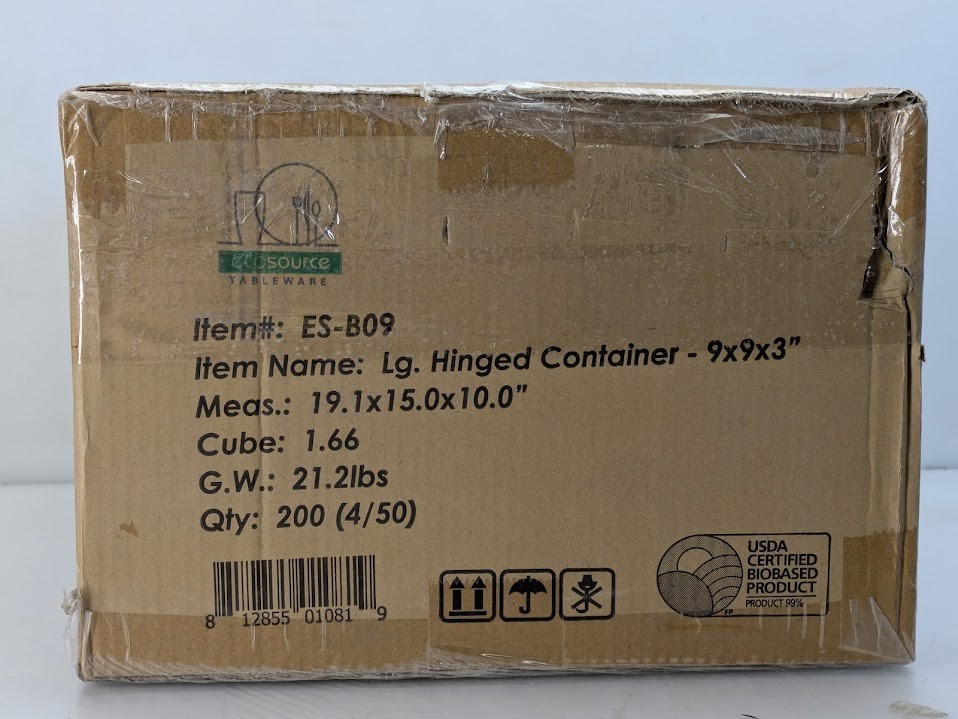 ecosource
TABLEWARE
Item#: ES-B09
Item Name: Lg. Hinged Container - 9x9x3”
Meas.: 19.1x15.0x10.0”
Cube: 1.66
G.W.: 21.2lbs
Qty: 200 (4/50)
8 12855 01081 9
USDA
CERTIFIED
BIOBASED
PRODUCT
PRODUCT 99%
FP